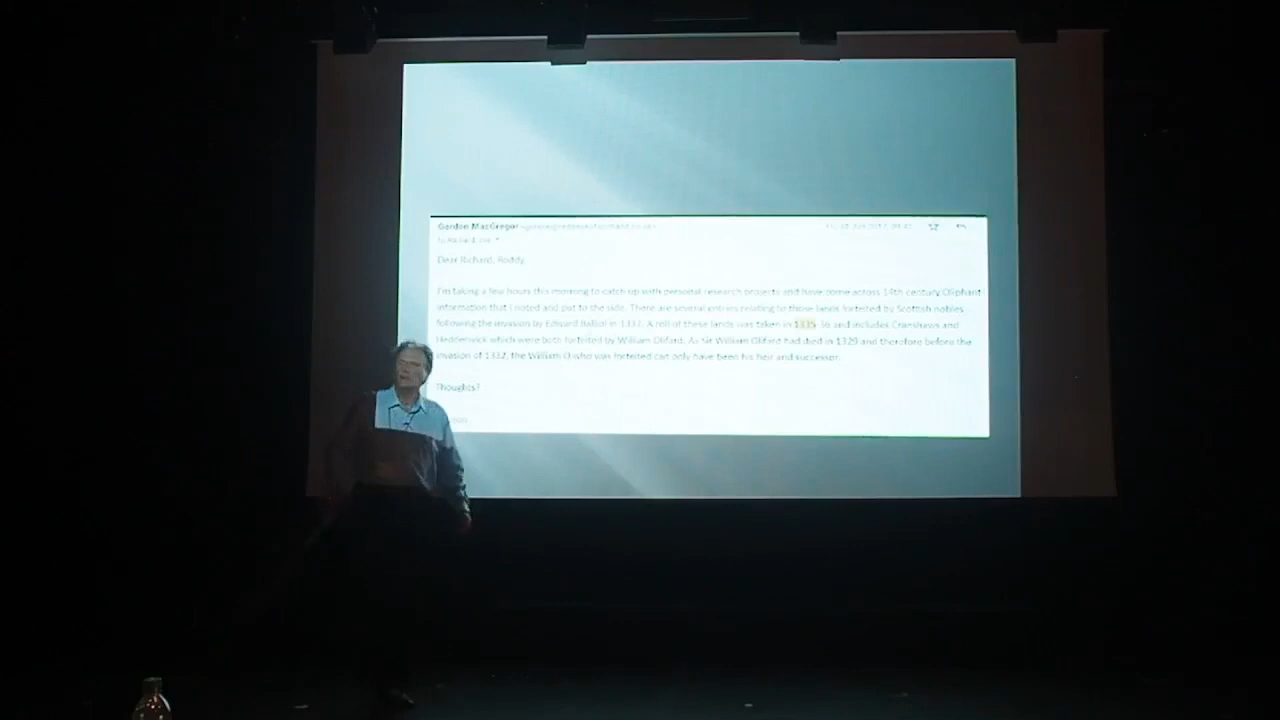 Gordon MacGregor
Dear Richard, Roddy,
I'm taking a few hours this morning to catch up with personal research projects and have come across 14th century Oliphant
information that I noted and put to the side. There are several entries relating to those lands forfeited by Scottish nobles
following the invasion by Edward Balliol in 1332. A roll of these lands was taken in 1335-36 and includes Cranshaws and
Hedderwick which were both forfeited by William Olifard. As Sir William Olifard had died in 1329 and therefore before the
invasion of 1332, the William O who was forfeited can only have been his heir and successor.
Thoughts?